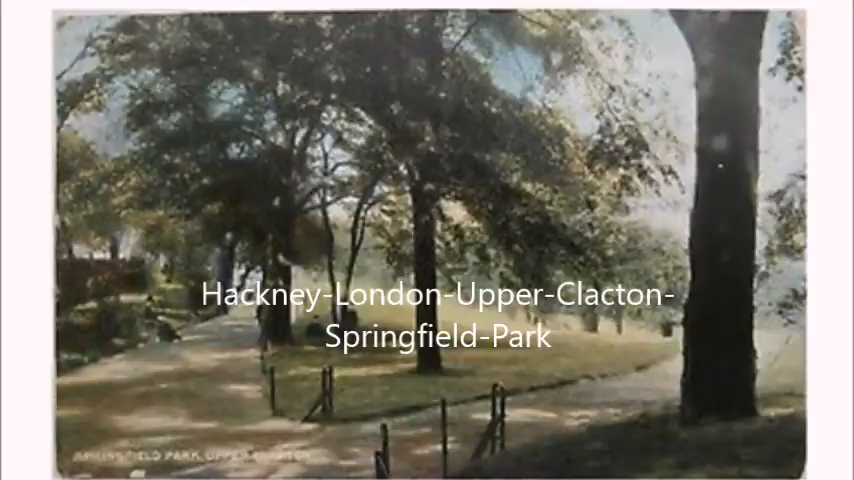 Hackney-London-Upper-Clacton-
Springfield-Park
SPRINGFIELD PARK, UPPER CLAPTON